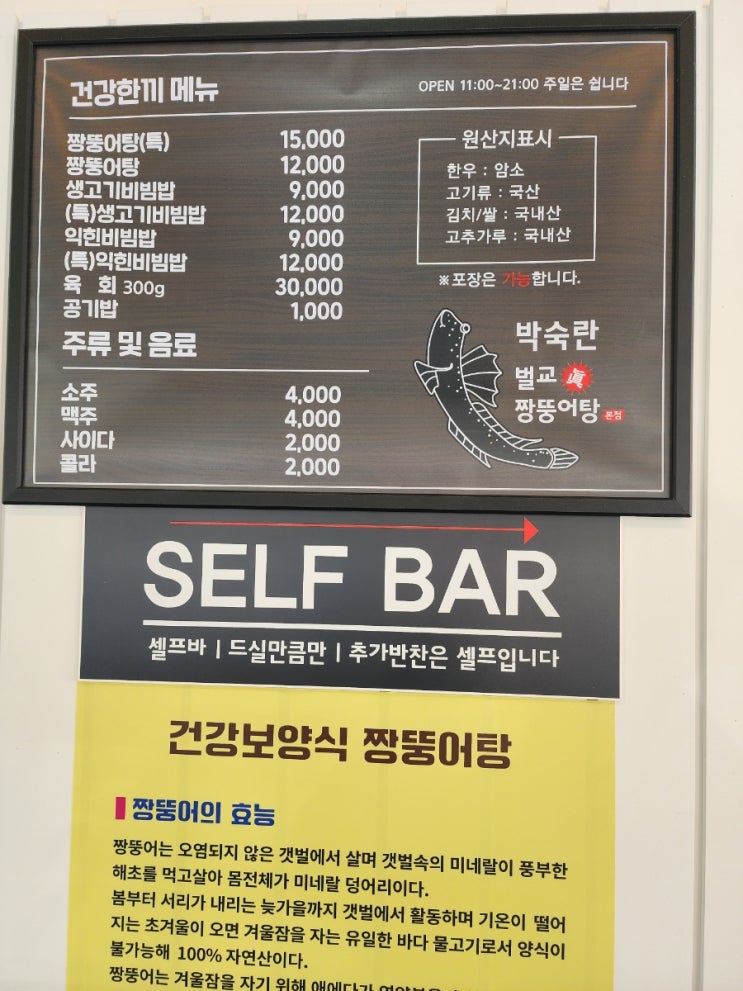 건강한끼 메뉴
OPEN 11:00~21:00 주일은 쉽니다
짱뚱어탕(특) 15,000
짱뚱어탕 12,000
생고기비빔밥 9,000
(특)생고기비빔밥 12,000
익힌비빔밥 9,000
(특)익힌비빔밥 12,000
육 회 300g 30,000
공기밥 1,000
주류 및 음료
소주 4,000
맥주 4,000
사이다 2,000
콜라 2,000
원산지표시
한우 : 암소
고기류 : 국산
김치/쌀 : 국내산
고추가루 : 국내산
※포장은 가능합니다.
박숙란
벌교 眞
짱뚱어탕 본점
SELF BAR
셀프바 | 드실만큼만 | 추가반찬은 셀프입니다
건강보양식 짱뚱어탕
짱뚱어의 효능
짱뚱어는 오염되지 않은 갯벌에서 살며 갯벌속의 미네랄이 풍부한
해초를 먹고살아 몸전체가 미네랄 덩어리이다.
봄부터 서리가 내리는 늦가을까지 갯벌에서 활동하며 기온이 떨어
지는 초겨울이 오면 겨울잠을 자는 유일한 바다 물고기로서 양식이
불가능해 100% 자연산이다.
짱뚱어는 겨울잠을 자기 위해